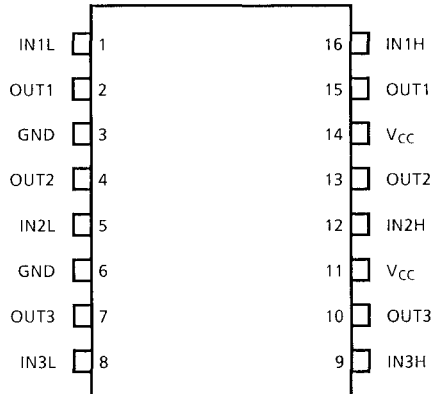 IN1L 1 16 IN1H
OUT1 2 15 OUT1
GND 3 14 VCC
OUT2 4 13 OUT2
IN2L 5 12 IN2H
GND 6 11 VCC
OUT3 7 10 OUT3
IN3L 8 9 IN3H